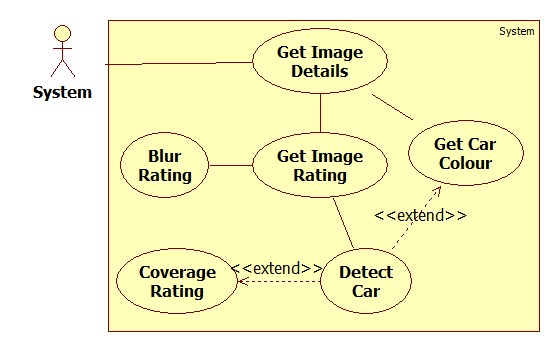 System
Get Image
Details
System
Get Car
Colour
Blur
Rating
Get Image
Rating
<<extend>>
<<extend>>
Coverage
Rating
Detect
Car